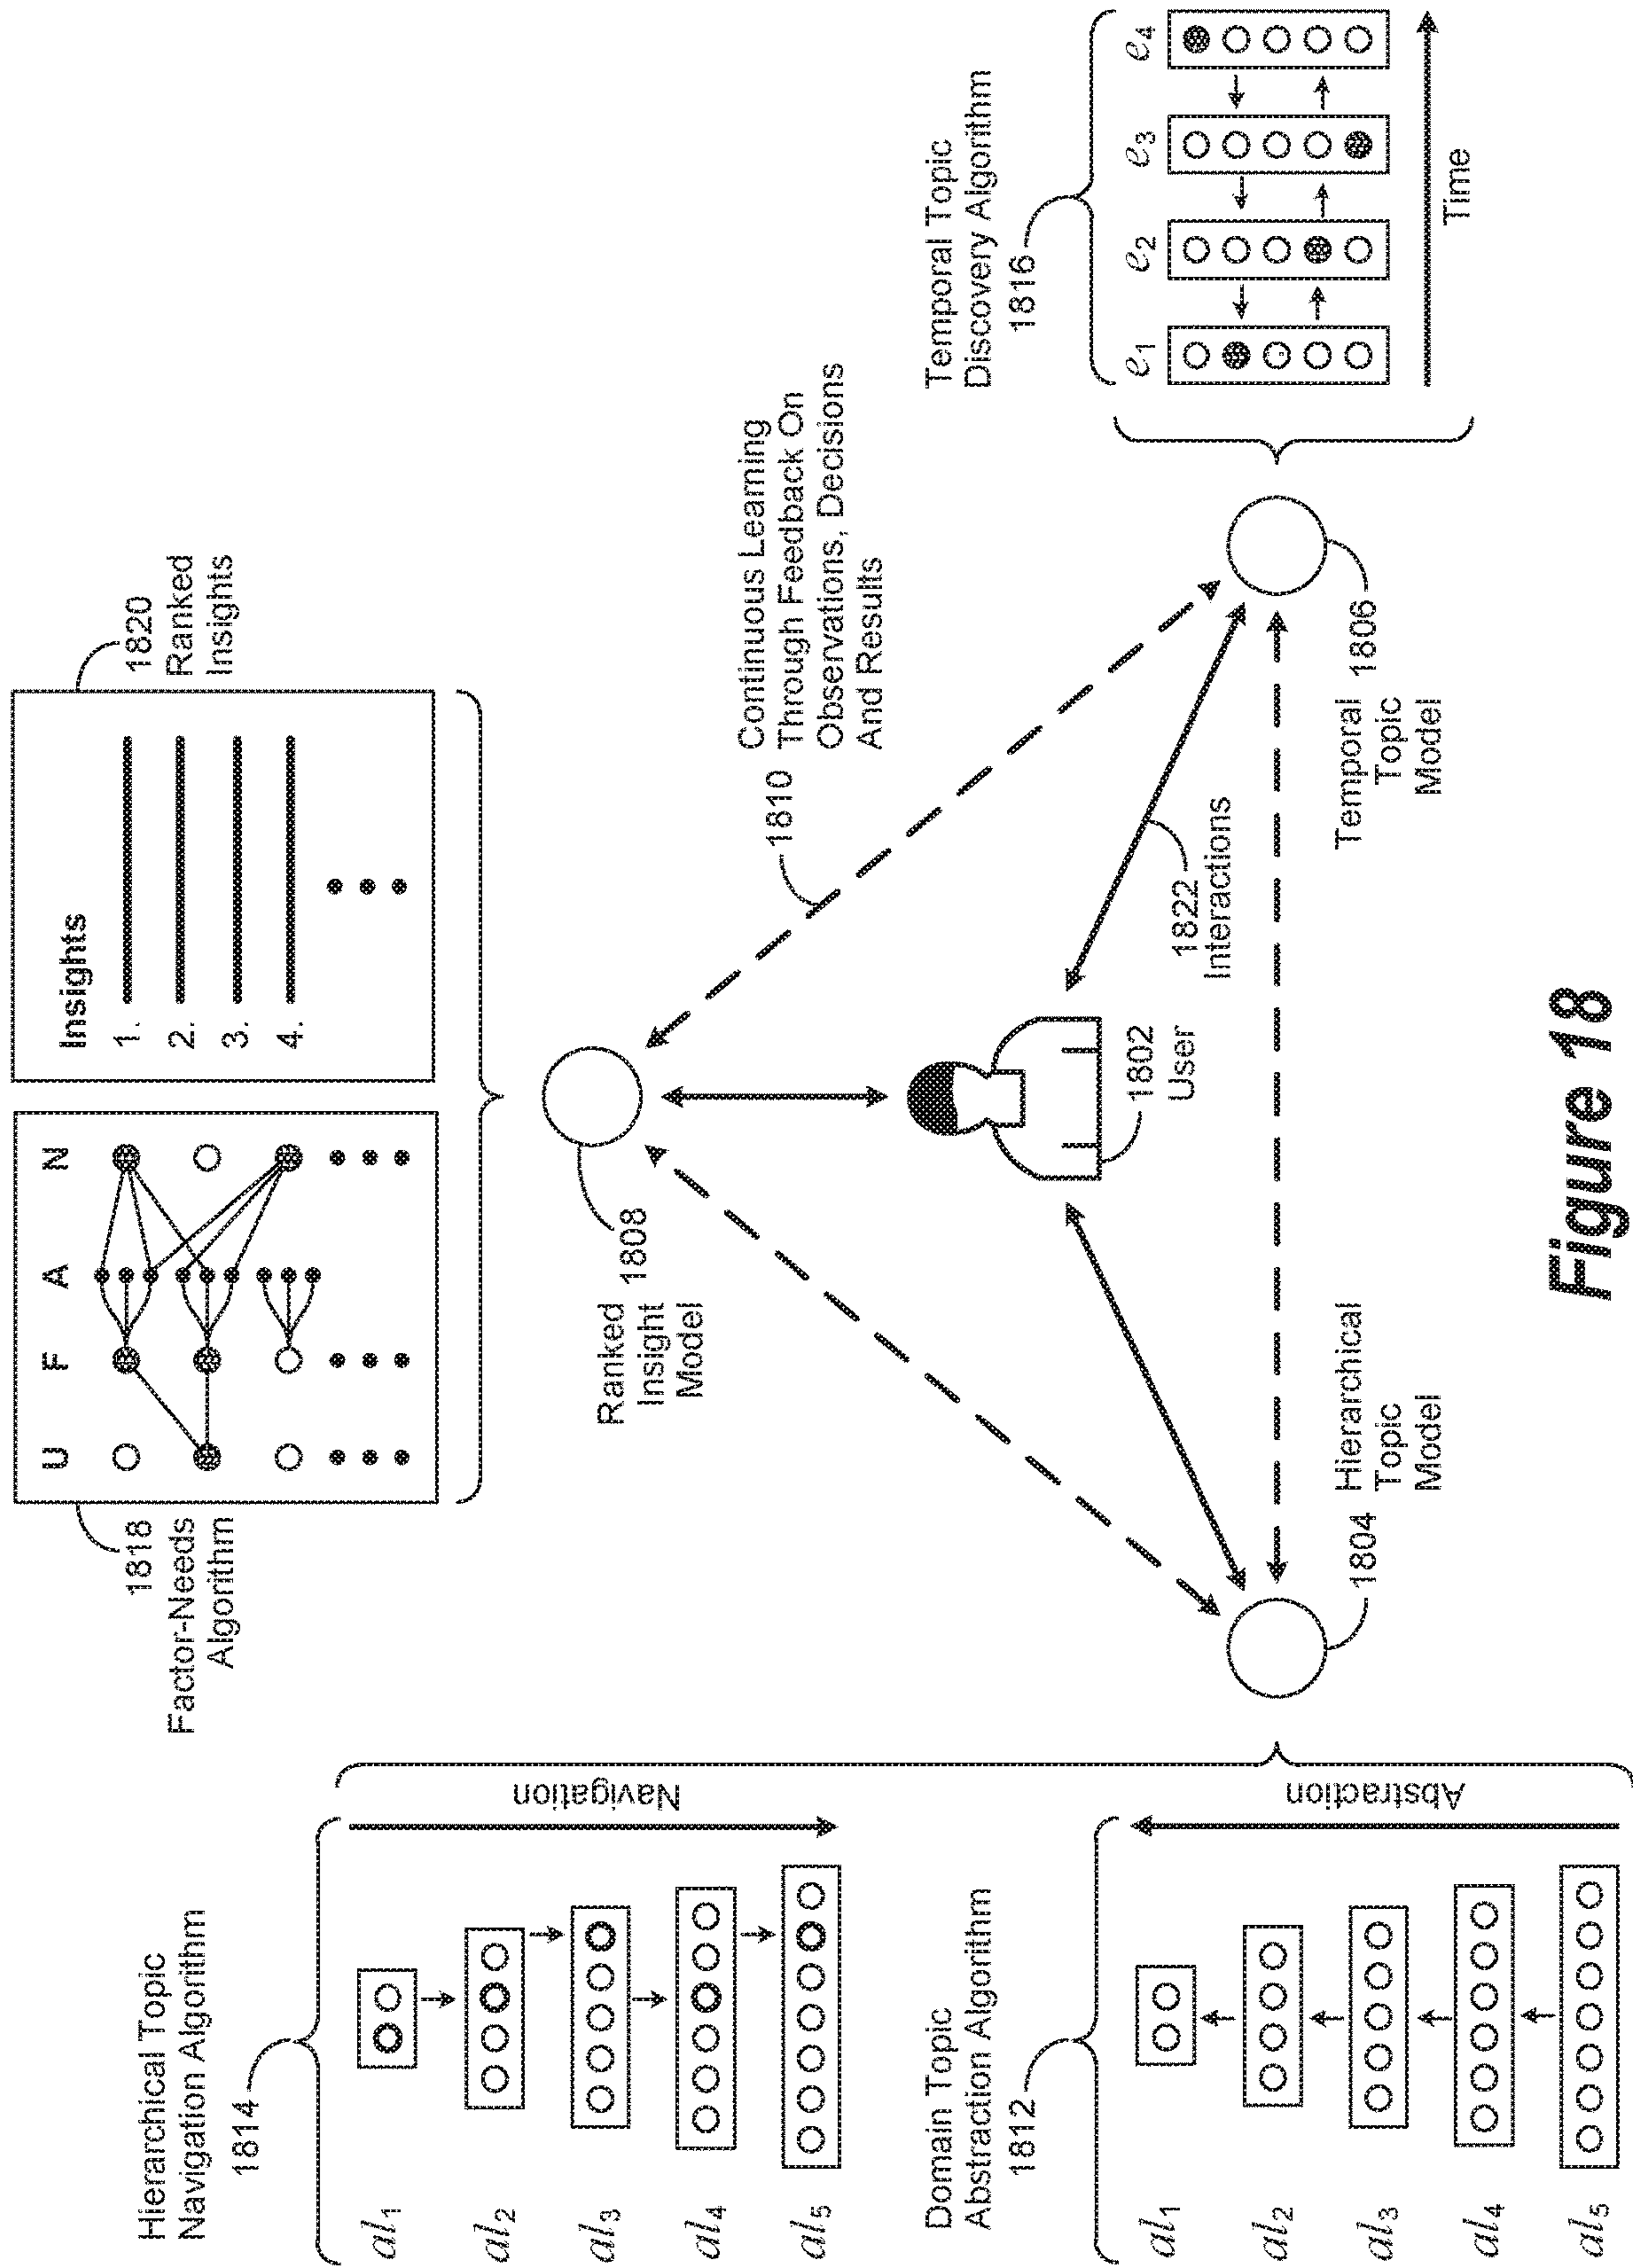 Hierarchical Topic
Navigation Algorithm
1814
al1
al2
al3
al4
al5
Navigation
Domain Topic
Abstraction Algorithm
1812
al1
al2
al3
al4
al5
Abstraction
1818
Factor-Needs
Algorithm
U F A N
Insights
1.
2.
3.
4.
1820
Ranked
Insights
Ranked
Insight
Model
1808
1810
Continuous Learning
Through Feedback On
Observations, Decisions
And Results
1802
User
1822
Interactions
1804
Hierarchical
Topic
Model
Temporal
Topic
Model
1806
Temporal Topic
Discovery Algorithm
1816
e1 e2 e3 e4
Time
Figure 18